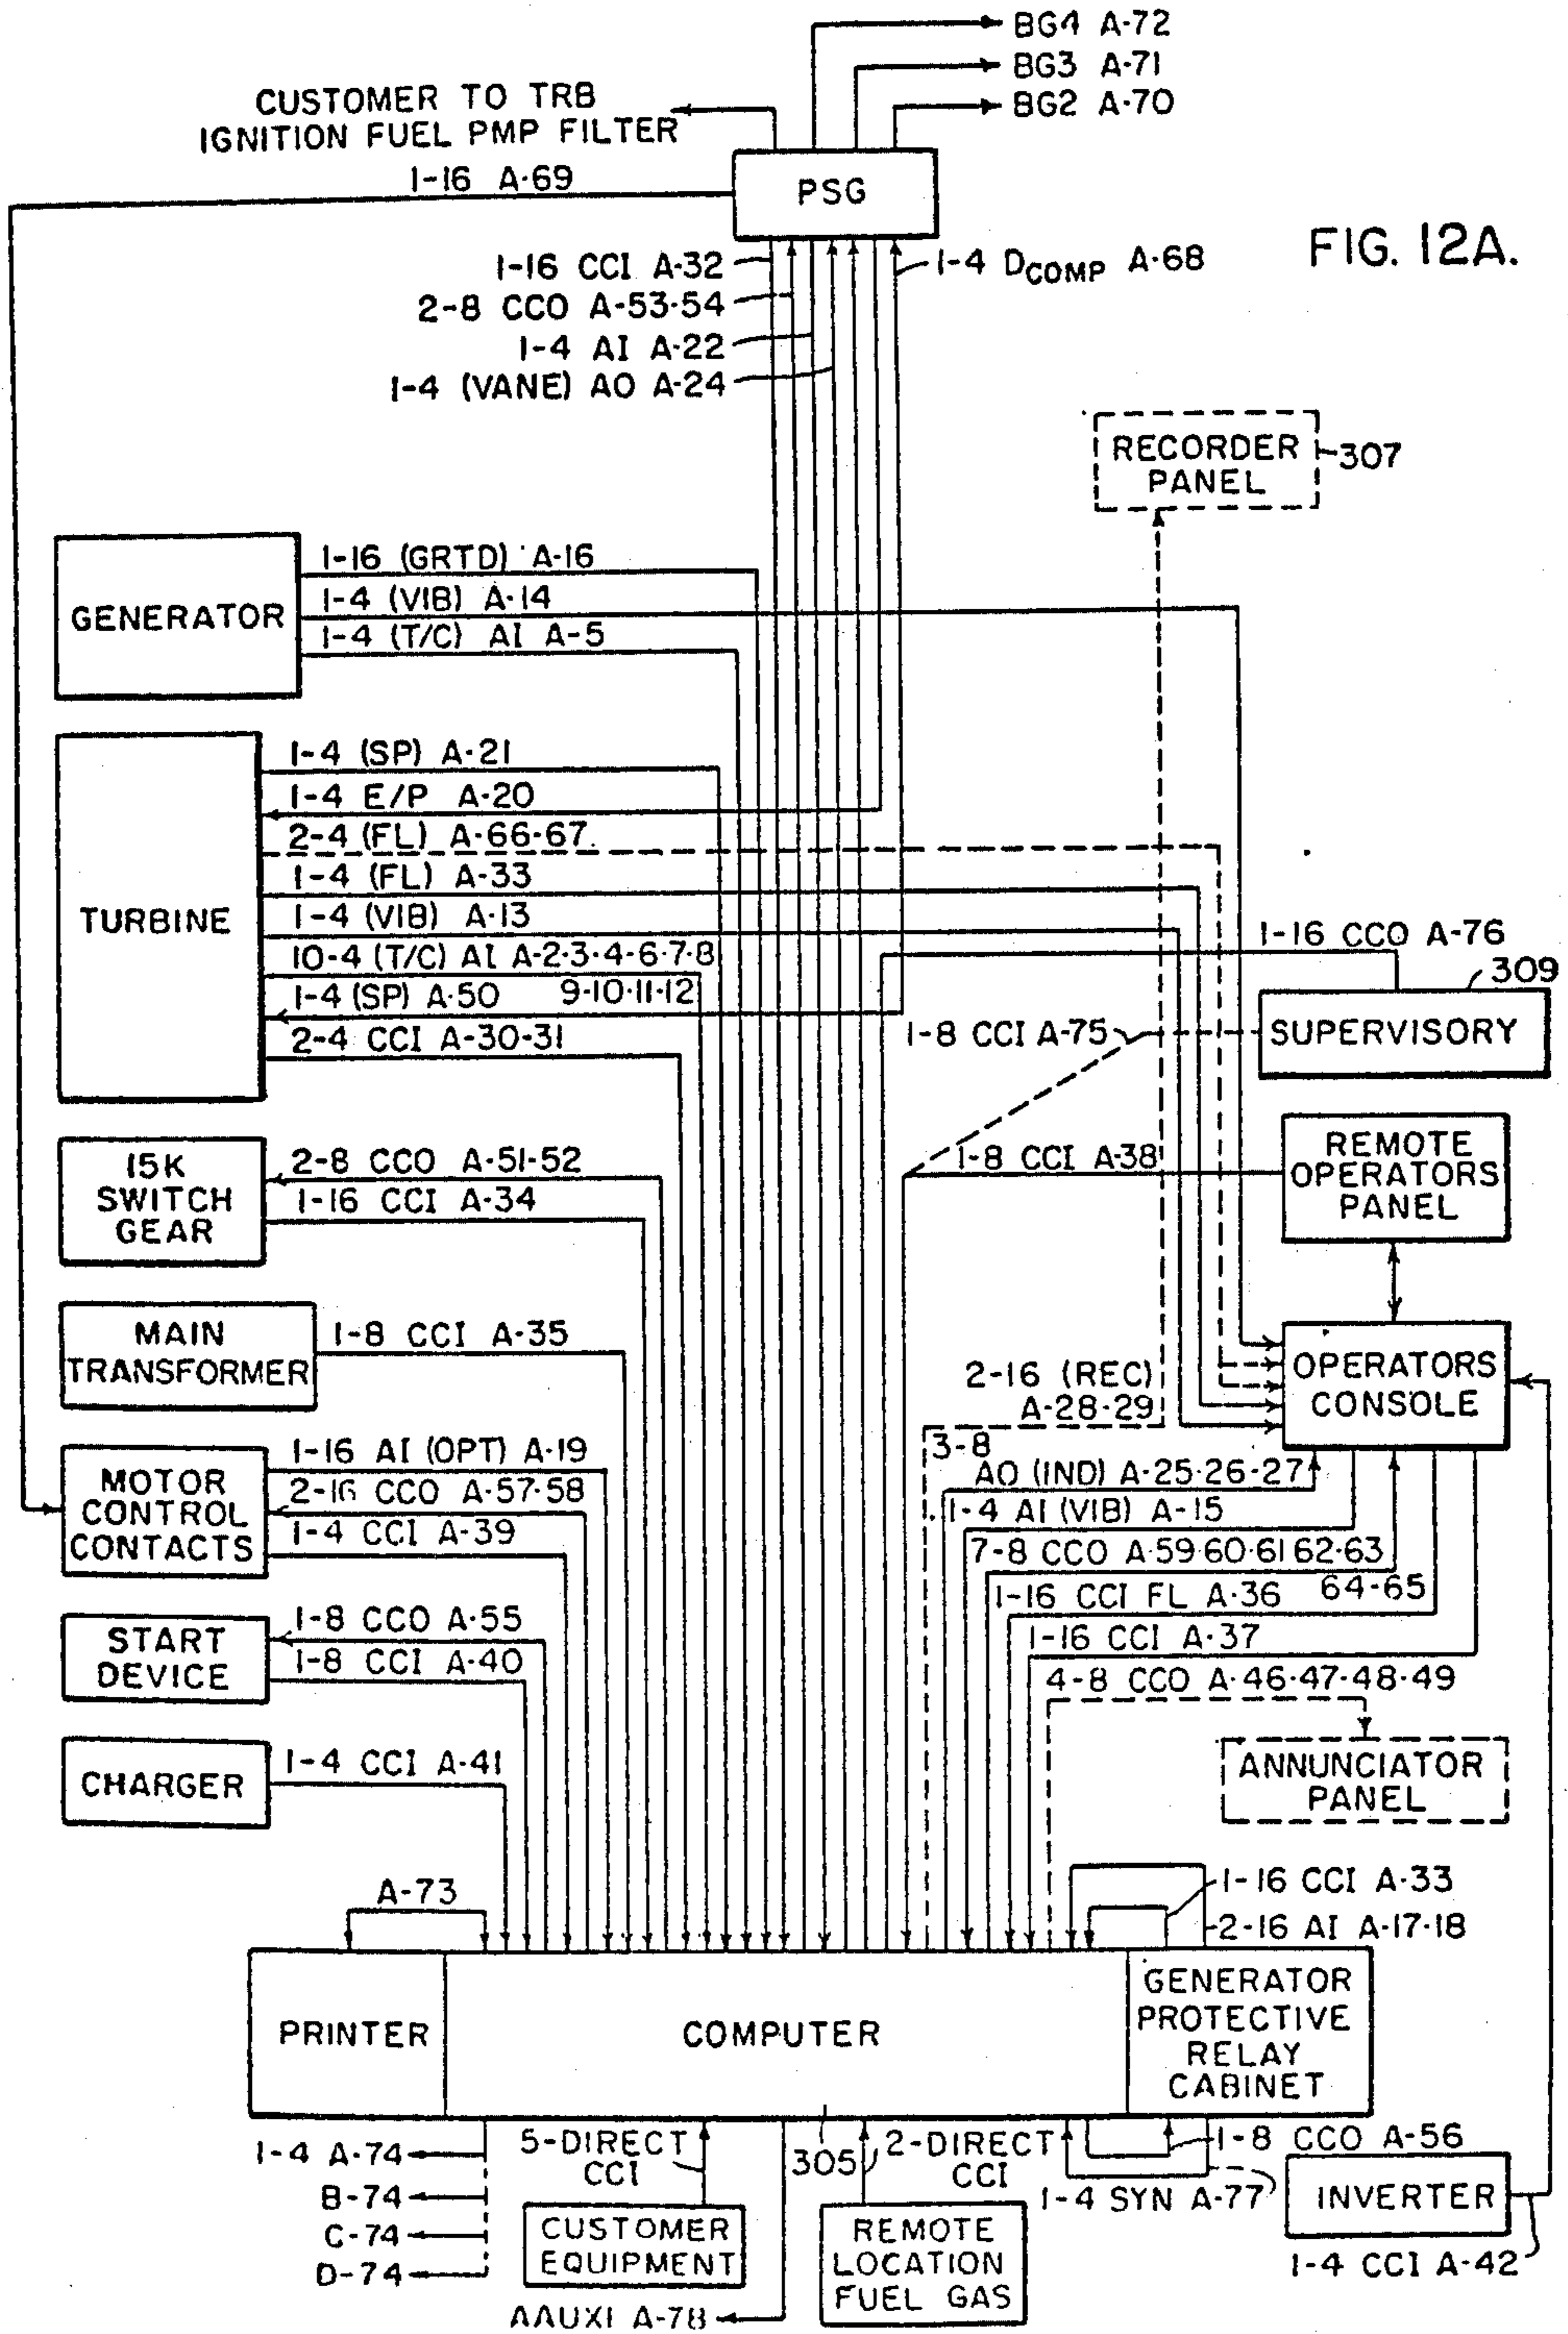 BG4 A-72
BG3 A-71
BG2 A-70
CUSTOMER TO TRB
IGNITION FUEL PMP FILTER
1-16 A-69
PSG
FIG. 12A.
1-16 CCI A-32
2-8 CCO A-53-54
1-4 AI A-22
1-4 (VANE) AO A-24
1-4 DCOMP A-68
RECORDER
PANEL
307
GENERATOR
1-16 (GRTD) A-16
1-4 (VIB) A-14
1-4 (T/C) AI A-5
TURBINE
1-4 (SP) A-21
1-4 E/P A-20
2-4 (FL) A-66-67
1-4 (FL) A-33
1-4 (VIB) A-13
10-4 (T/C) AI A-2-3-4-6-7-8
9-10-11-12
1-4 (SP) A-50
2-4 CCI A-30-31
1-16 CCO A-76
309
SUPERVISORY
1-8 CCI A-75
1-8 CCI A-38
REMOTE
OPERATORS
PANEL
15K
SWITCH
GEAR
2-8 CCO A-51-52
1-16 CCI A-34
MAIN
TRANSFORMER
1-8 CCI A-35
OPERATORS
CONSOLE
2-16 (REC)
A-28-29
MOTOR
CONTROL
CONTACTS
1-16 AI (OPT) A-19
2-16 CCO A-57-58
1-4 CCI A-39
3-8
AO (IND) A-25-26-27
1-4 AI (VIB) A-15
7-8 CCO A-59-60-61 62-63
64-65
1-16 CCI FL A-36
1-16 CCI A-37
4-8 CCO A-46-47-48-49
START
DEVICE
1-8 CCO A-55
1-8 CCI A-40
CHARGER
1-4 CCI A-41
ANNUNCIATOR
PANEL
A-73
1-16 CCI A-33
2-16 AI A-17-18
PRINTER
COMPUTER
GENERATOR
PROTECTIVE
RELAY
CABINET
1-4 A-74
B-74
C-74
D-74
5-DIRECT
CCI
305
2-DIRECT
CCI
1-8 CCO A-56
1-4 SYN A-77
CUSTOMER
EQUIPMENT
REMOTE
LOCATION
FUEL GAS
INVERTER
1-4 CCI A-42
AAUXI A-78